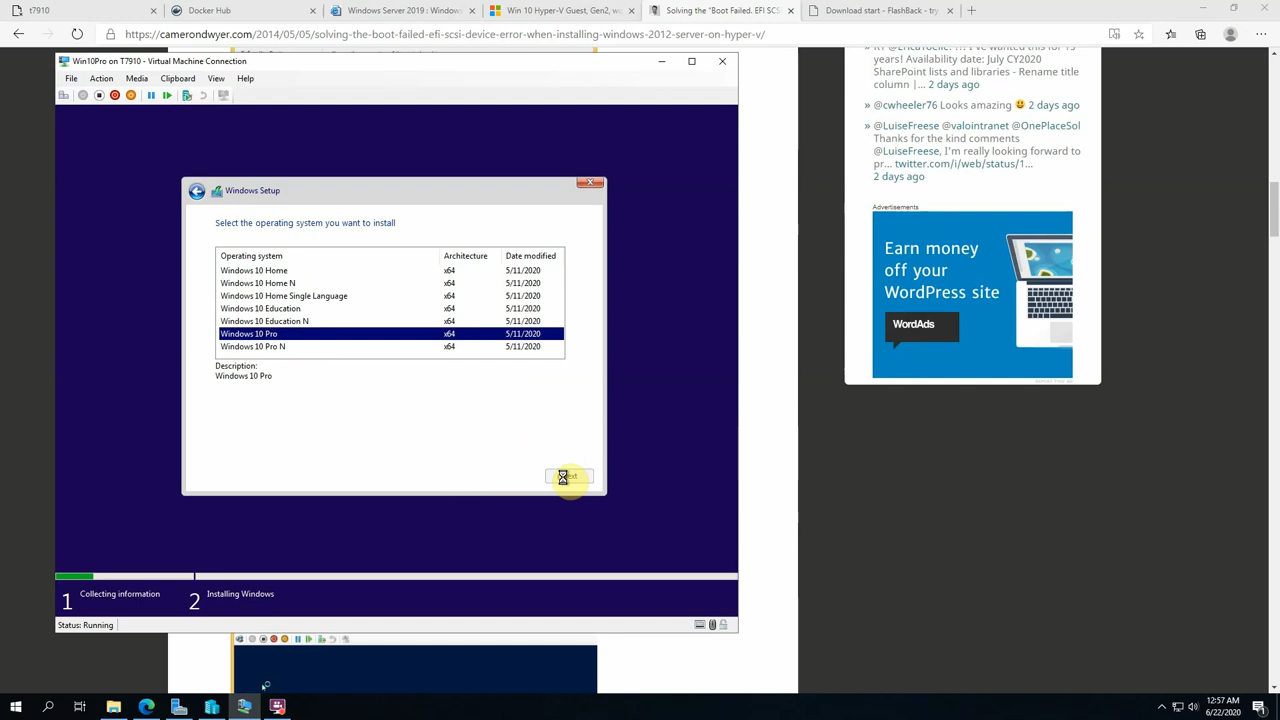 t7910
Docker Hub
Windows Server 2019 : Windows
Win 10 Hyper-V Guest, Gen2, w
Solving the "Boot Failed. EFI SCS
Download start - FlashBack - try
https://camerondwyer.com/2014/05/05/solving-the-boot-failed-efi-scsi-device-error-when-installing-windows-2012-server-on-hyper-v/
Win10Pro on T7910 - Virtual Machine Connection
File Action Media Clipboard View Help
Windows Setup
Select the operating system you want to install
Operating system Architecture Date modified
Windows 10 Home x64 5/11/2020
Windows 10 Home N x64 5/11/2020
Windows 10 Home Single Language x64 5/11/2020
Windows 10 Education x64 5/11/2020
Windows 10 Education N x64 5/11/2020
Windows 10 Pro x64 5/11/2020
Windows 10 Pro N x64 5/11/2020
Description:
Windows 10 Pro
1 Collecting information
2 Installing Windows
Status: Running
years! Availability date: July CY2020
SharePoint lists and libraries - Rename title
column |... 2 days ago
» @cwheeler76 Looks amazing 😃 2 days ago
» @LuiseFreese @valointranet @OnePlaceSol
Thanks for the kind comments
@LuiseFreese, I'm really looking forward to
pr... twitter.com/i/web/status/1...
2 days ago
Advertisements
Earn money
off your
WordPress site
WordAds
12:57 AM
6/22/2020